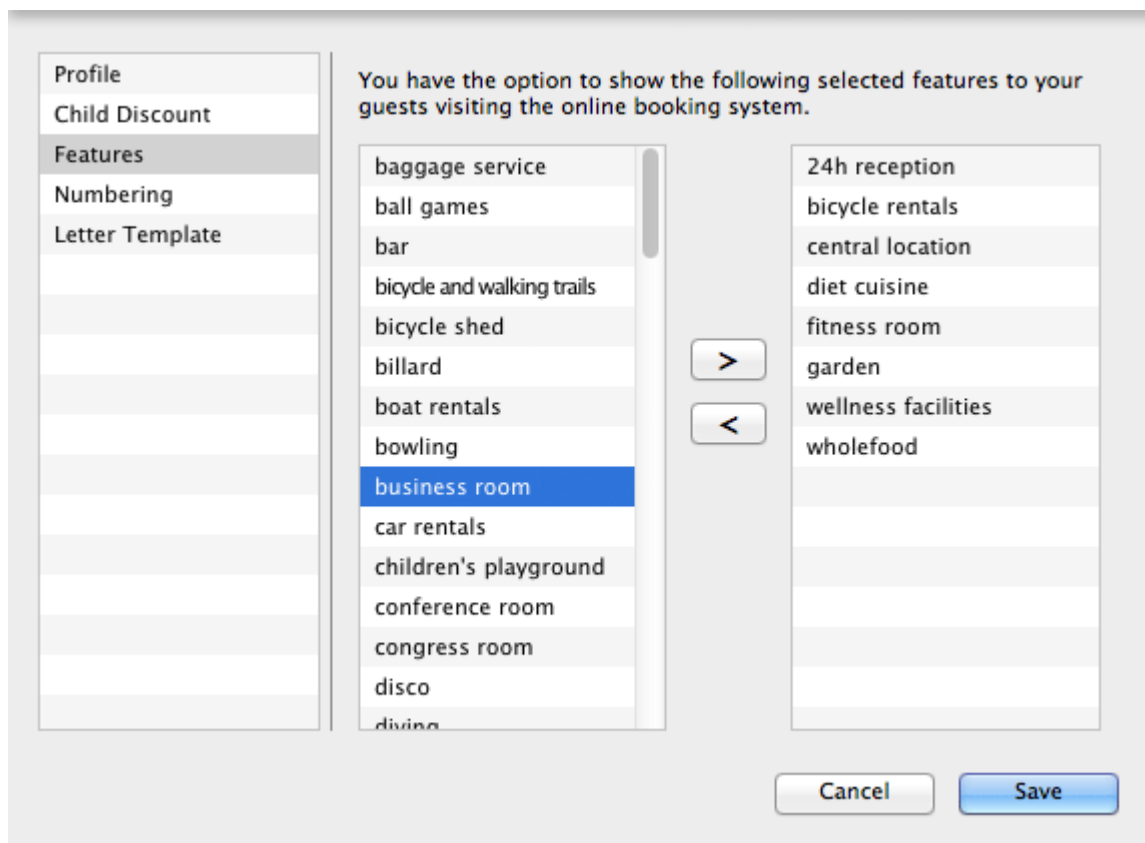 Profile
Child Discount
Features
Numbering
Letter Template
You have the option to show the following selected features to your
guests visiting the online booking system.
baggage service
ball games
bar
bicycle and walking trails
bicycle shed
billard
boat rentals
bowling
business room
car rentals
children's playground
conference room
congress room
disco
diving
>
<
24h reception
bicycle rentals
central location
diet cuisine
fitness room
garden
wellness facilities
wholefood
Cancel
Save